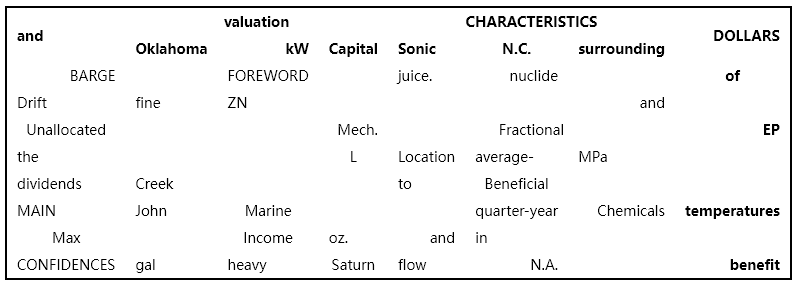 valuation CHARACTERISTICS
and DOLLARS
Oklahoma kW Capital Sonic N.C. surrounding
BARGE FOREWORD juice. nuclide of
Drift fine ZN and
Unallocated Mech. Fractional EP
the L Location average- MPa
dividends Creek to Beneficial
MAIN John Marine quarter-year Chemicals temperatures
Max Income oz. and in
CONFIDENCES gal heavy Saturn flow N.A. benefit